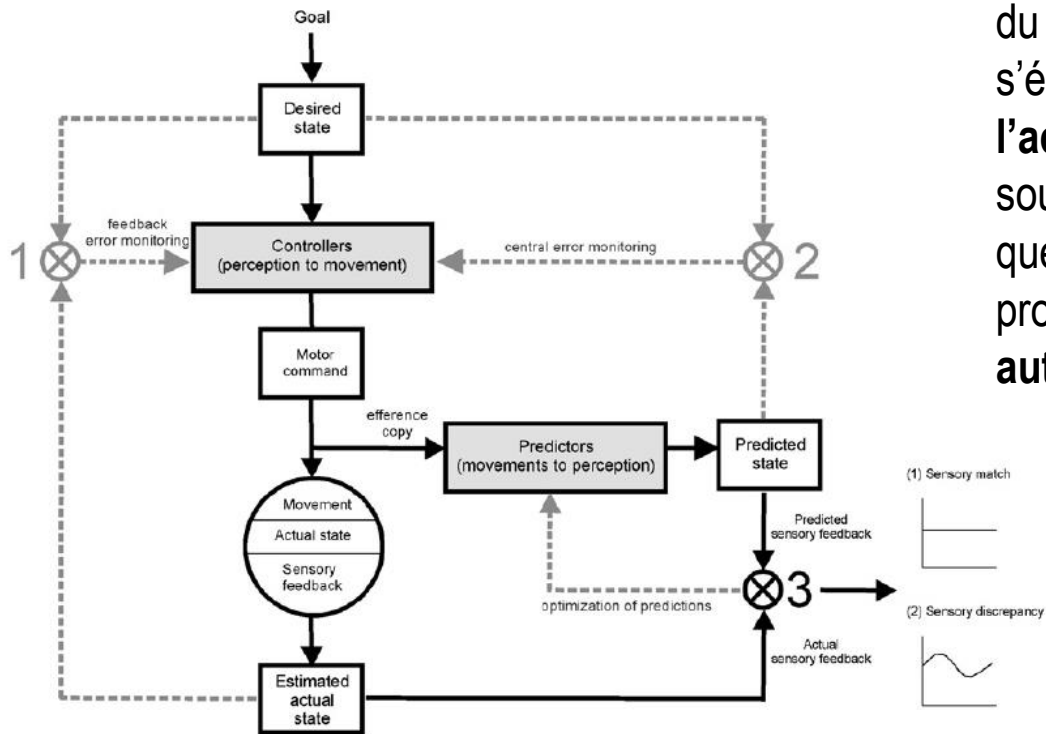 Goal
Desired
state
feedback
error monitoring
1
Controllers
(perception to movement)
central error monitoring
2
Motor
command
efference
copy
Predictors
(movements to perception)
Predicted
state
Movement
Actual state
Sensory
feedback
Predicted
sensory feedback
optimization of predictions
3
Actual
sensory feedback
Estimated
actual
state
(1) Sensory match
(2) Sensory discrepancy
du
s'é
l'a
sou
que
pro
aut